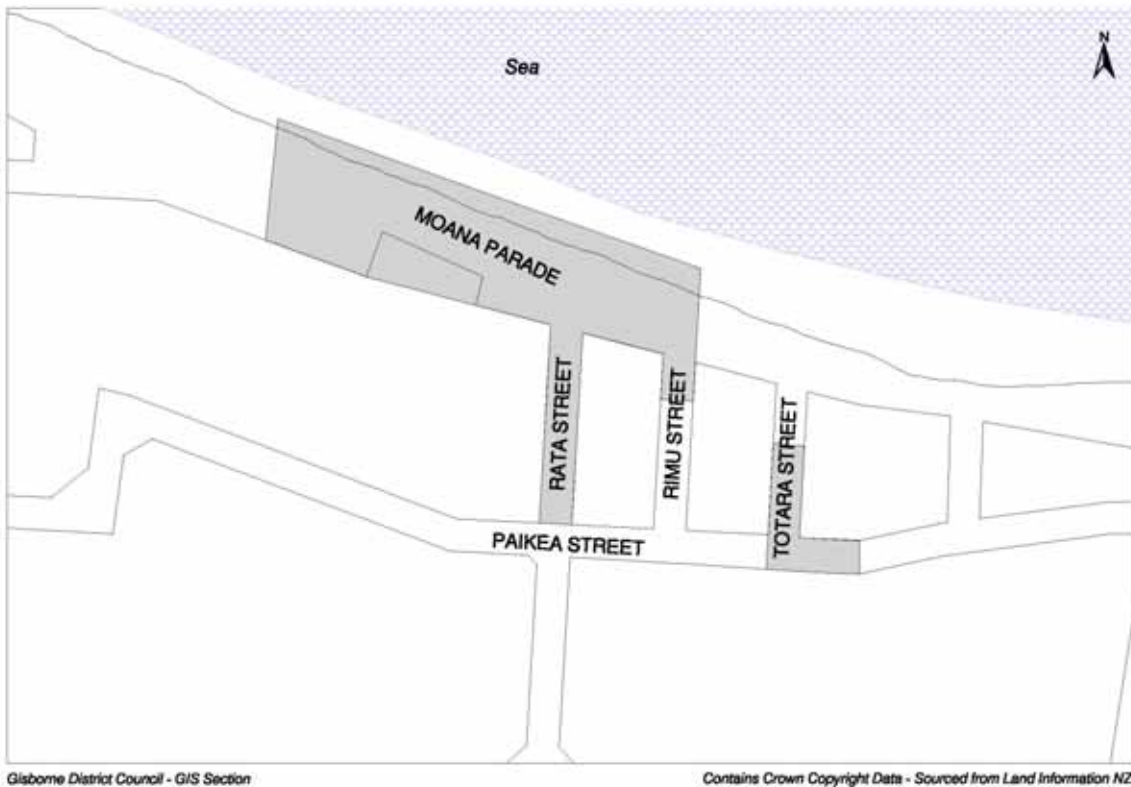 N
Sea
MOANA PARADE
RATA STREET
RIMU STREET
TOTARA STREET
PAIKEA STREET
Gisborne District Council - GIS Section
Contains Crown Copyright Data - Sourced from Land Information NZ